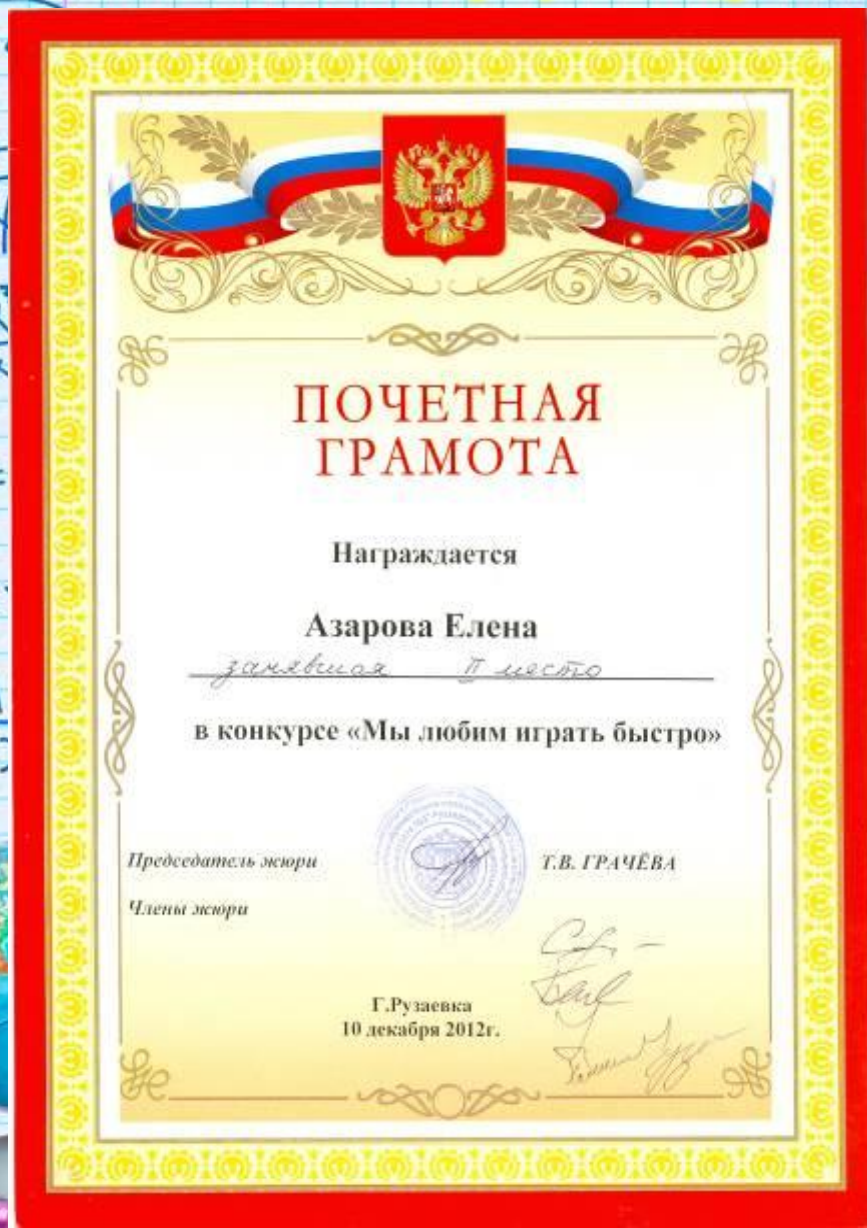 ПОЧЕТНАЯ
ГРАМОТА
Награждается
Азарова Елена
занявшая II место
в конкурсе «Мы любим играть быстро»
Председатель жюри Т.В. ГРАЧЁВА
Члены жюри
Г.Рузаевка
10 декабря 2012г.